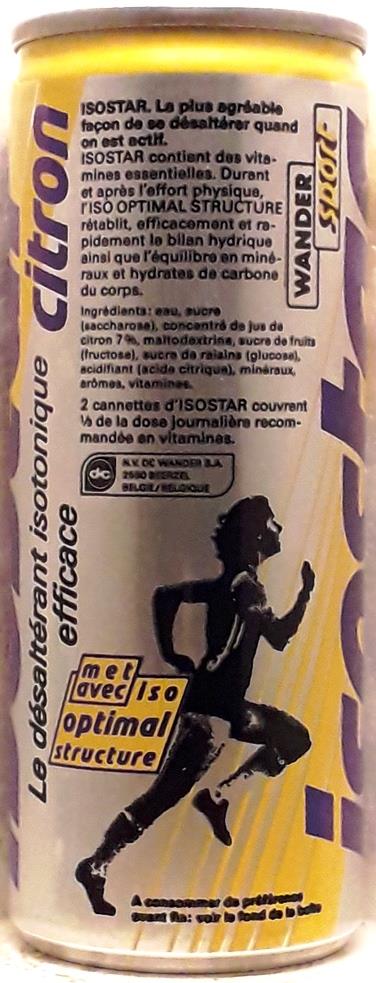 ISOSTAR. La plus agréable
façon de se désaltérer quand
on est actif.
ISOSTAR contient des vita-
mines essentielles. Durant
et après l'effort physique,
l'ISO OPTIMAL STRUCTURE
rétablit, efficacement et ra-
pidement le bilan hydrique
ainsi que l'équilibre en miné-
raux et hydrates de carbone
du corps.
Ingrédients: eau, sucre
(saccharose), concentré de jus de
citron 7%, maltodextrine, sucre de fruits
(fructose), sucre de raisins (glucose),
acidifiant (acide citrique), minéraux,
arômes, vitamines.
2 cannettes d'ISOSTAR couvrent
⅓ de la dose journalière recom-
mandée en vitamines.
dc
N.V. DC WANDER S.A.
2580 BEERZEL
BELGIE/BELGIQUE
WANDER
sport
citron
Le désaltérant isotonique
efficace
met
avec Iso
optimal
structure
isostar
A consommer de préférence
avant fin: voir le fond de la boîte